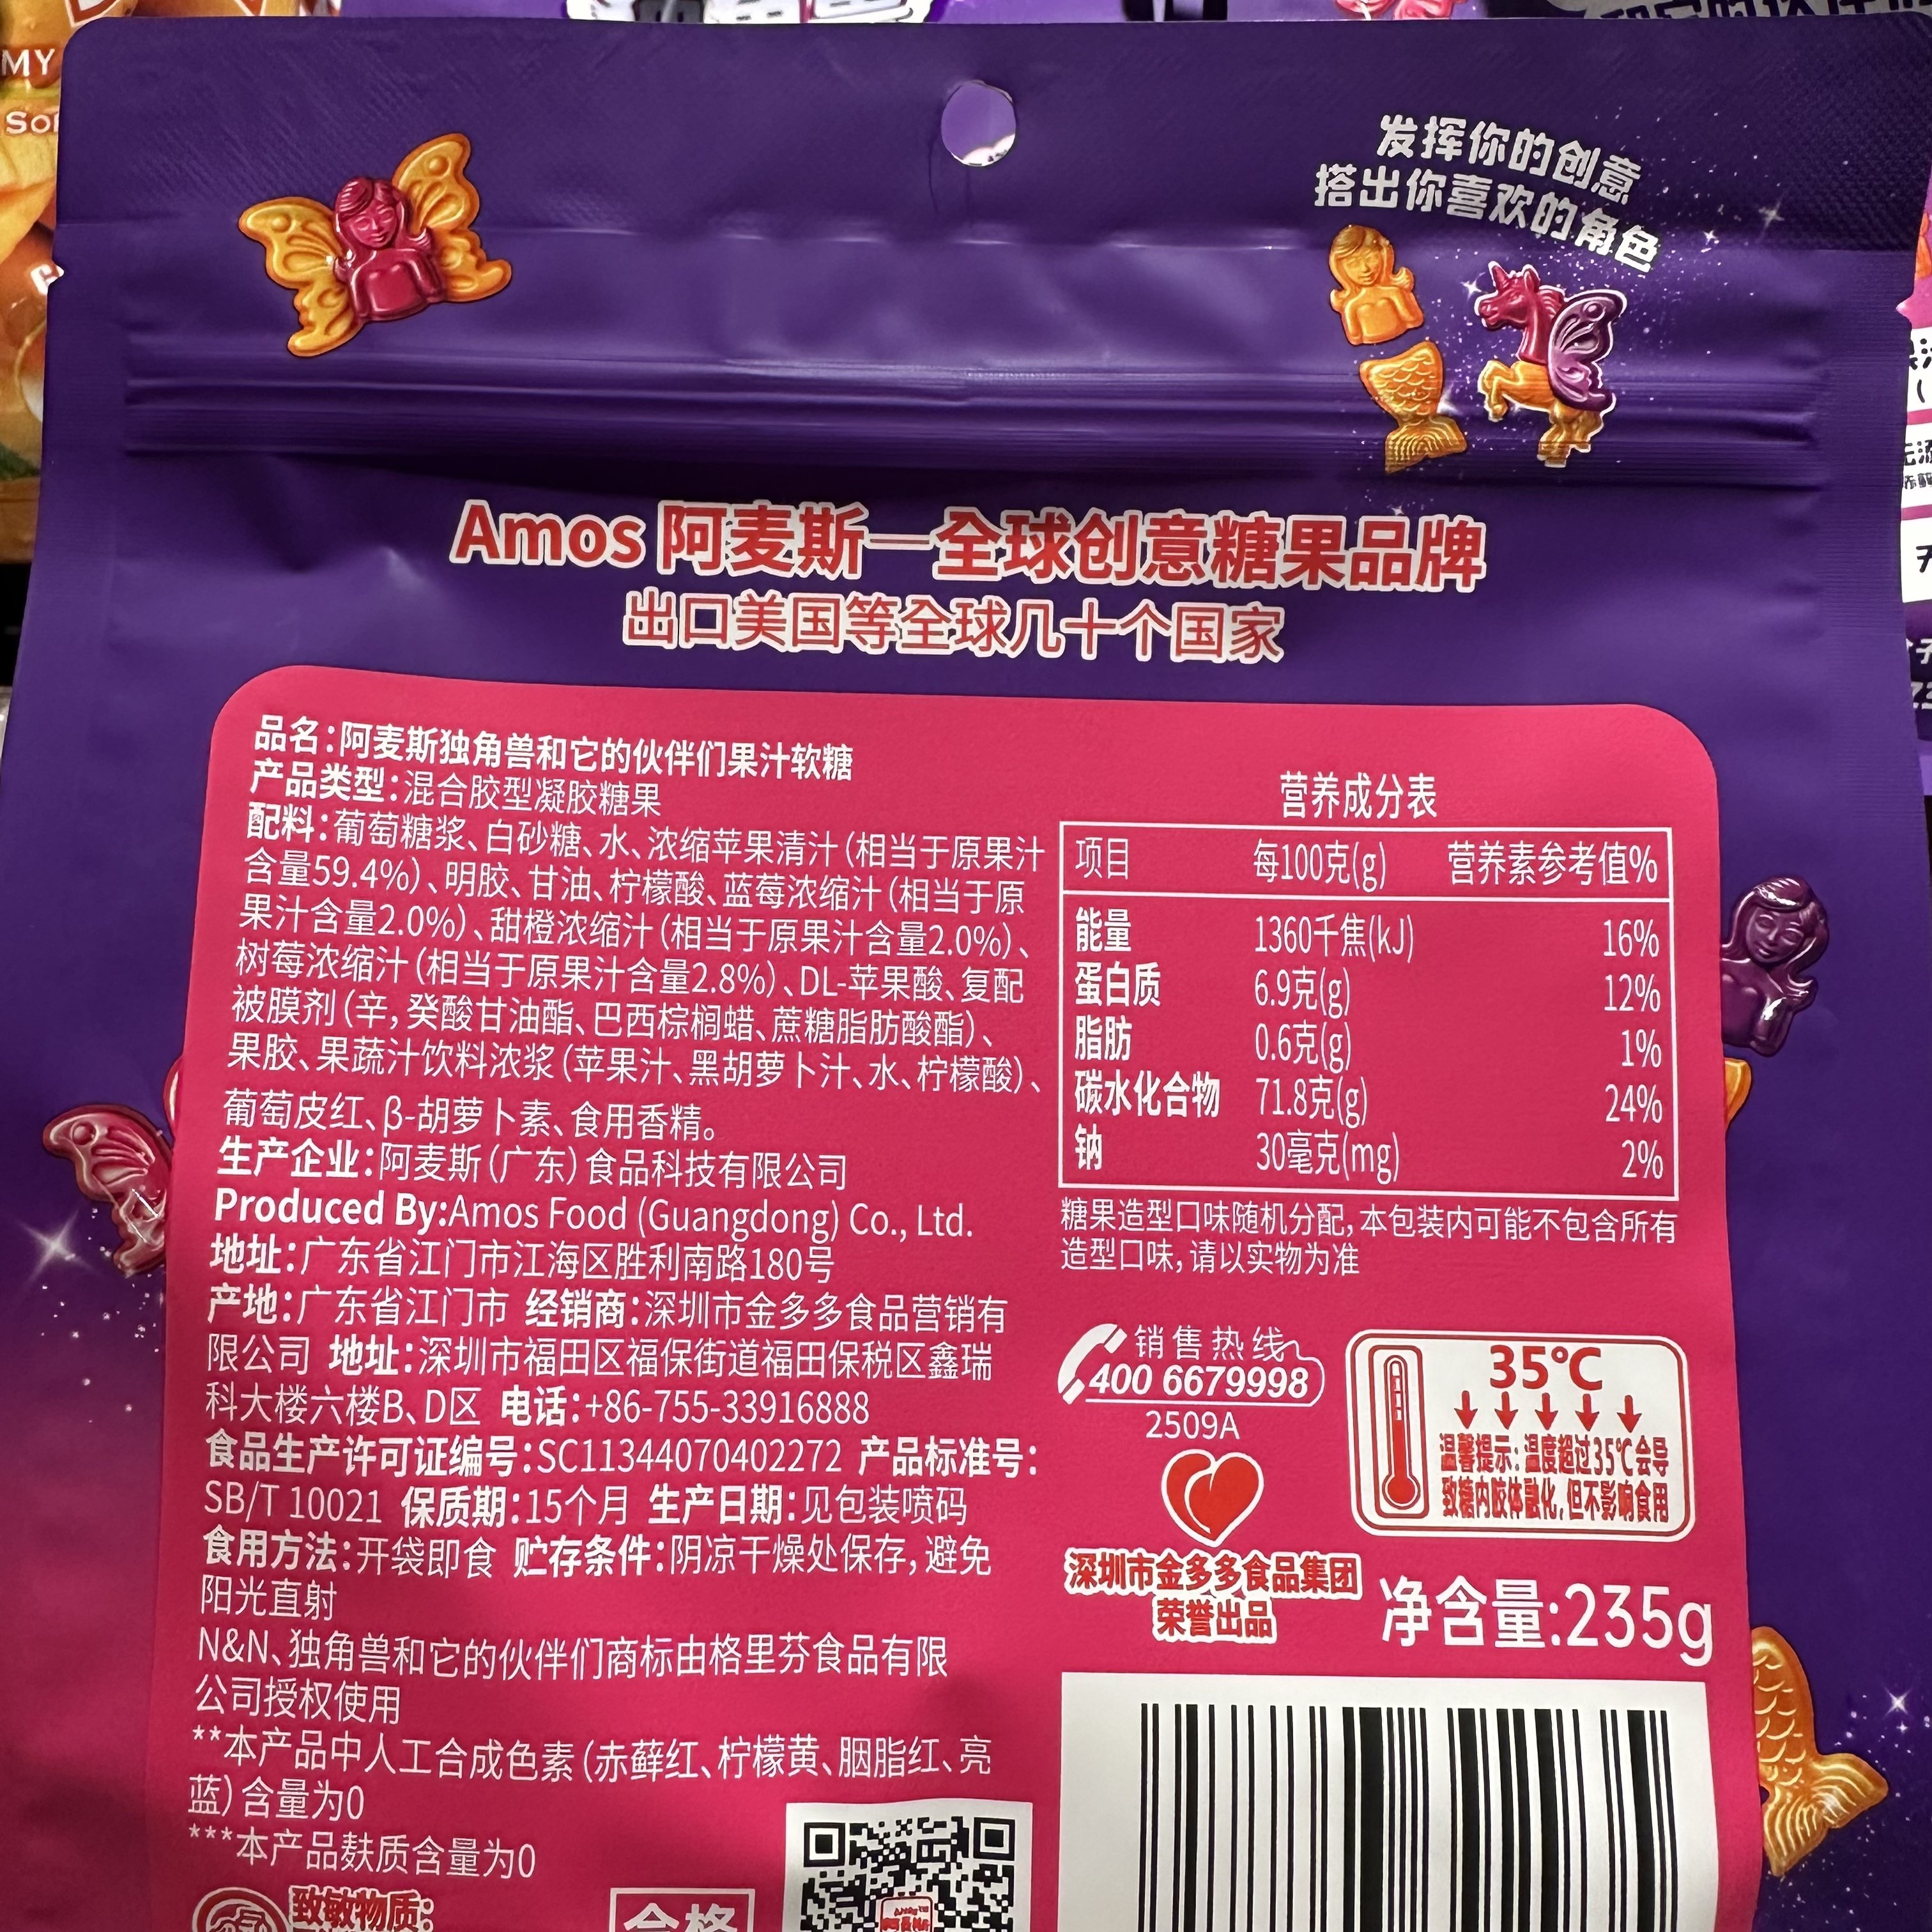 MY
发挥你的创意
搭出你喜欢的角色
Amos 阿麦斯—全球创意糖果品牌
出口美国等全球几十个国家
品名:阿麦斯独角兽和它的伙伴们果汁软糖
产品类型:混合胶型凝胶糖果
配料:葡萄糖浆、白砂糖、水、浓缩苹果清汁(相当于原果汁
含量59.4%)、明胶、甘油、柠檬酸、蓝莓浓缩汁(相当于原
果汁含量2.0%)、甜橙浓缩汁(相当于原果汁含量2.0%)、
树莓浓缩汁(相当于原果汁含量2.8%)、DL-苹果酸、复配
被膜剂(辛,癸酸甘油酯、巴西棕榈蜡、蔗糖脂肪酸酯)、
果胶、果蔬汁饮料浓浆(苹果汁、黑胡萝卜汁、水、柠檬酸)、
葡萄皮红、β-胡萝卜素、食用香精。
生产企业:阿麦斯(广东)食品科技有限公司
Produced By:Amos Food (Guangdong) Co., Ltd.
地址:广东省江门市江海区胜利南路180号
产地:广东省江门市 经销商:深圳市金多多食品营销有
限公司 地址:深圳市福田区福保街道福田保税区鑫瑞
科大楼六楼B、D区 电话:+86-755-33916888
食品生产许可证编号:SC11344070402272 产品标准号:
SB/T 10021 保质期:15个月 生产日期:见包装喷码
食用方法:开袋即食 贮存条件:阴凉干燥处保存,避免
阳光直射
N&N、独角兽和它的伙伴们商标由格里芬食品有限
公司授权使用
**本产品中人工合成色素(赤藓红、柠檬黄、胭脂红、亮
蓝)含量为0
***本产品麸质含量为0
致敏物质:
合格
营养成分表
项目 每100克(g) 营养素参考值%
能量 1360千焦(kJ) 16%
蛋白质 6.9克(g) 12%
脂肪 0.6克(g) 1%
碳水化合物 71.8克(g) 24%
钠 30毫克(mg) 2%
糖果造型口味随机分配,本包装内可能不包含所有
造型口味,请以实物为准
销售热线
400 6679998
2509A
35℃
温馨提示:温度超过35℃会导
致糖内胶体融化,但不影响食用
深圳市金多多食品集团
荣誉出品
净含量:235g